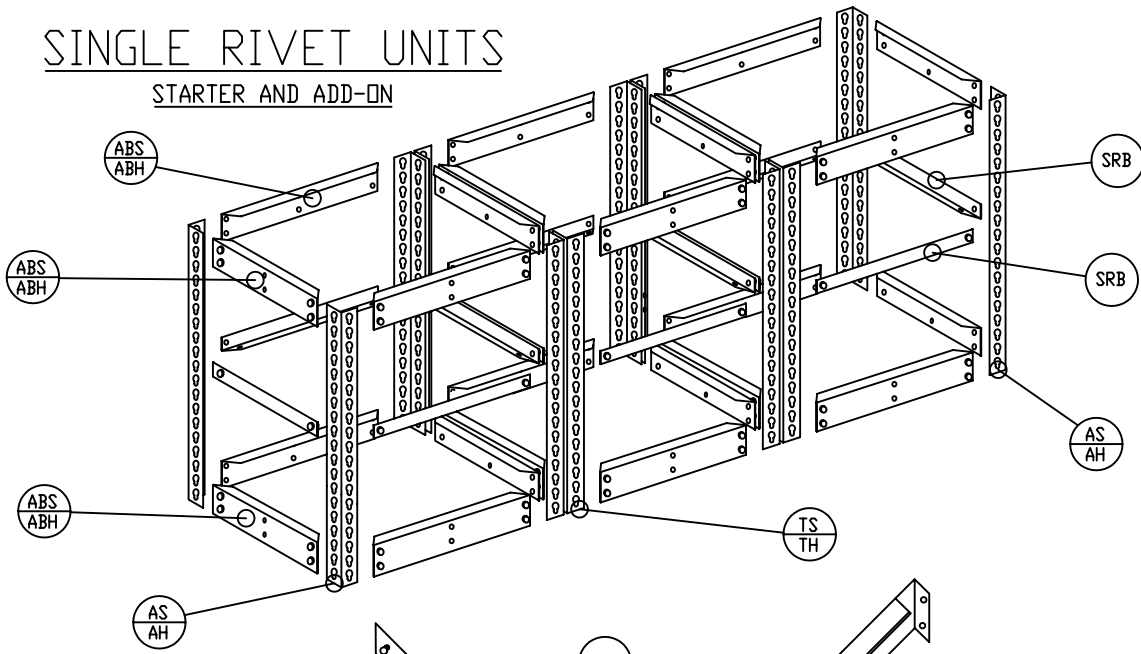 SINGLE RIVET UNITS
STARTER AND ADD-ON
ABS
ABH
SRB
ABS
ABH
SRB
AS
AH
ABS
ABH
TS
TH
AS
AH